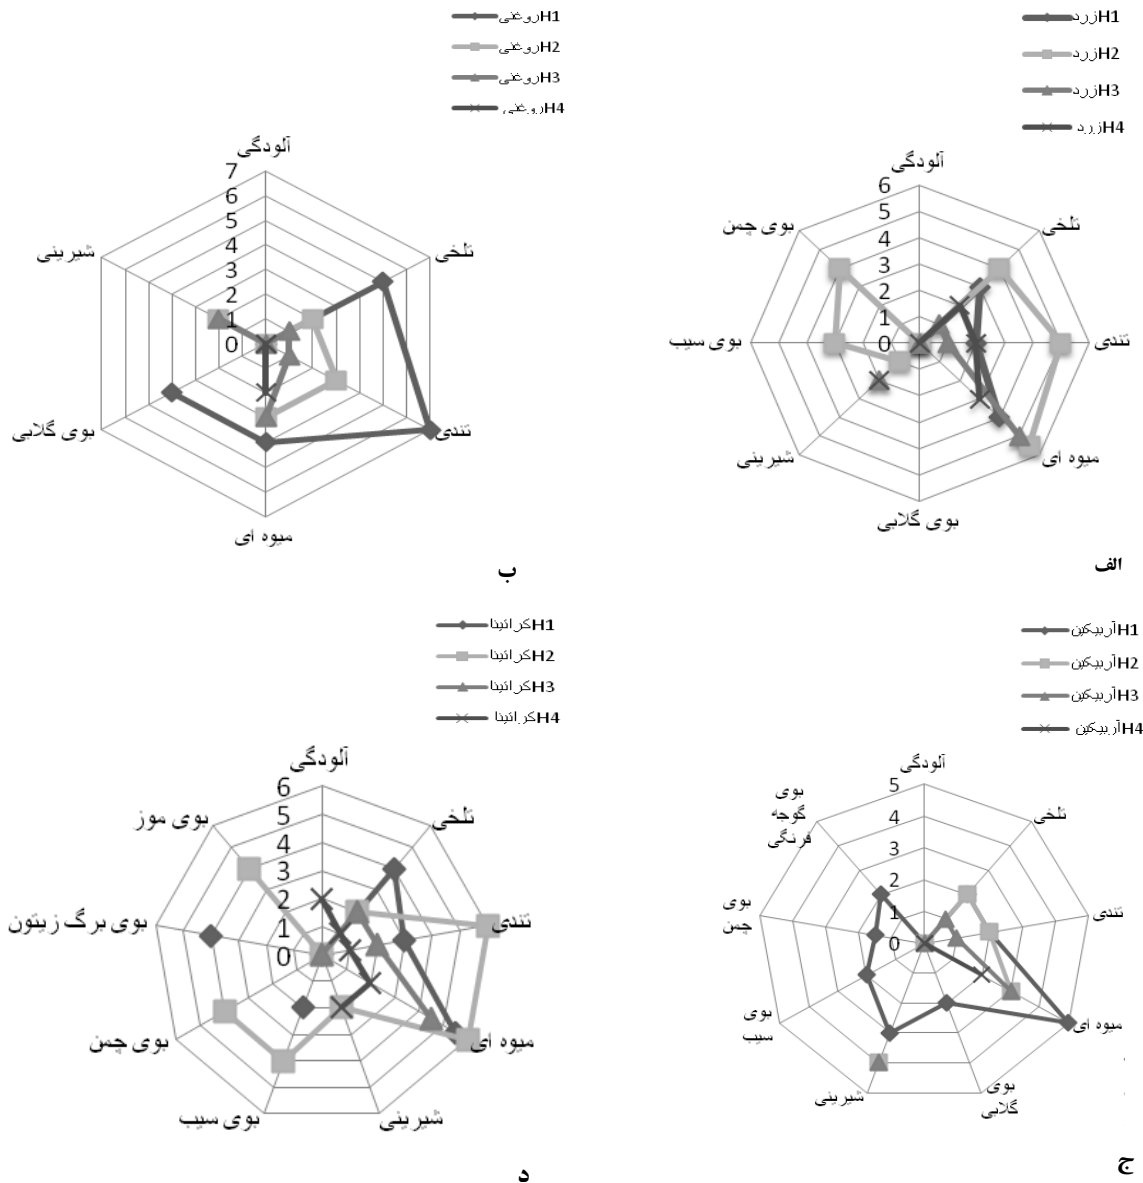 H1زرد
H2زرد
H3زرد
H4زرد
آلودگی
تلخی
تندی
میوه ای
بوی گلابی
شیرینی
بوی سیب
بوی چمن
6
5
4
3
2
1
0
الف
H1روغنی
H2روغنی
H3روغنی
H4روغنی
آلودگی
تلخی
تندی
میوه ای
بوی گلابی
شیرینی
7
6
5
4
3
2
1
0
ب
H1آربیکین
H2آربیکین
H3آربیکین
H4آربیکین
آلودگی
تلخی
تندی
میوه ای
بوی
گلابی
شیرینی
بوی
سیب
بوی
چمن
بوی
گوجه
فرنگی
5
4
3
2
1
0
ج
H1کراتینا
H2کراتینا
H3کراتینا
H4کراتینا
آلودگی
تلخی
تندی
میوه ای
شیرینی
بوی سیب
بوی چمن
بوی برگ زیتون
بوی موز
6
5
4
3
2
1
0
د